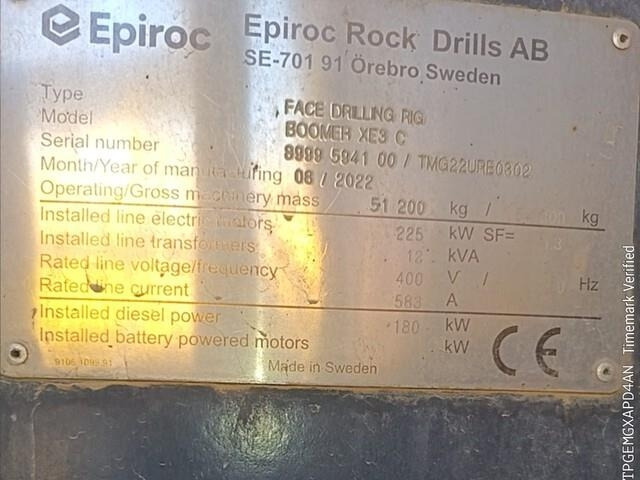 Epiroc
Epiroc Rock Drills AB
SE-701 91 Örebro, Sweden
Type FACE DRILLING RIG
Model BOOMER XE3 C
Serial number 8999 5941 00 / TMG22URE0302
Month/Year of manufacturing 08 / 2022
Operating/Gross machinery mass 51 200 kg / kg
Installed line electric motors 225 kW SF=
Installed line transformers 12 kVA
Rated line voltage/frequency 400 V / Hz
Rated line current 583 A
Installed diesel power 180 kW
Installed battery powered motors kW
CE
Made in Sweden
TPGEMGXAPD4AN Timemark Verified